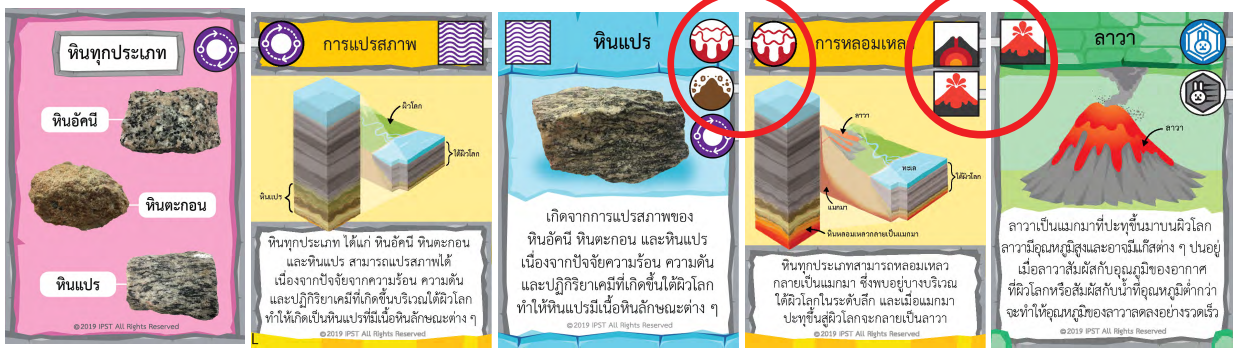 หินทุกประเภท
หินอัคนี
หินตะกอน
หินแปร
©2019 IPST All Rights Reserved
การแปรสภาพ
ผิวโลก
ใต้ผิวโลก
หินแปร
หินทุกประเภท ได้แก่ หินอัคนี หินตะกอน
และหินแปร สามารถแปรสภาพได้
เนื่องจากปัจจัยจากความร้อน ความดัน
และปฏิกิริยาเคมีที่เกิดขึ้นบริเวณใต้ผิวโลก
ทำให้เกิดเป็นหินแปรที่มีเนื้อหินลักษณะต่าง ๆ
©2019 IPST All Rights Reserved
หินแปร
เกิดจากการแปรสภาพของ
หินอัคนี หินตะกอน และหินแปร
เนื่องจากปัจจัยความร้อน ความดัน
และปฏิกิริยาเคมีที่เกิดขึ้นใต้ผิวโลก
ทำให้หินแปรมีเนื้อหินลักษณะต่าง ๆ
©2019 IPST All Rights Reserved
การหลอมเหลว
ลาวา
ทะเล
ใต้ผิวโลก
แมกมา
หินหลอมเหลวกลายเป็นแมกมา
หินทุกประเภทสามารถหลอมเหลว
กลายเป็นแมกมา ซึ่งพบอยู่บางบริเวณ
ใต้ผิวโลกในระดับลึก และเมื่อแมกมา
ปะทุขึ้นสู่ผิวโลกจะกลายเป็นลาวา
©2019 IPST All Rights Reserved
ลาวา
ลาวา
ลาวาเป็นแมกมาที่ปะทุขึ้นมาบนผิวโลก
ลาวามีอุณหภูมิสูงและอาจมีแก๊สต่าง ๆ ปนอยู่
เมื่อลาวาสัมผัสกับอุณภูมิของอากาศ
ที่ผิวโลกหรือสัมผัสกับน้ำที่อุณหภูมิต่ำกว่า
จะทำให้อุณหภูมิของลาวาลดลงอย่างรวดเร็ว
©2019 IPST All Rights Reserved